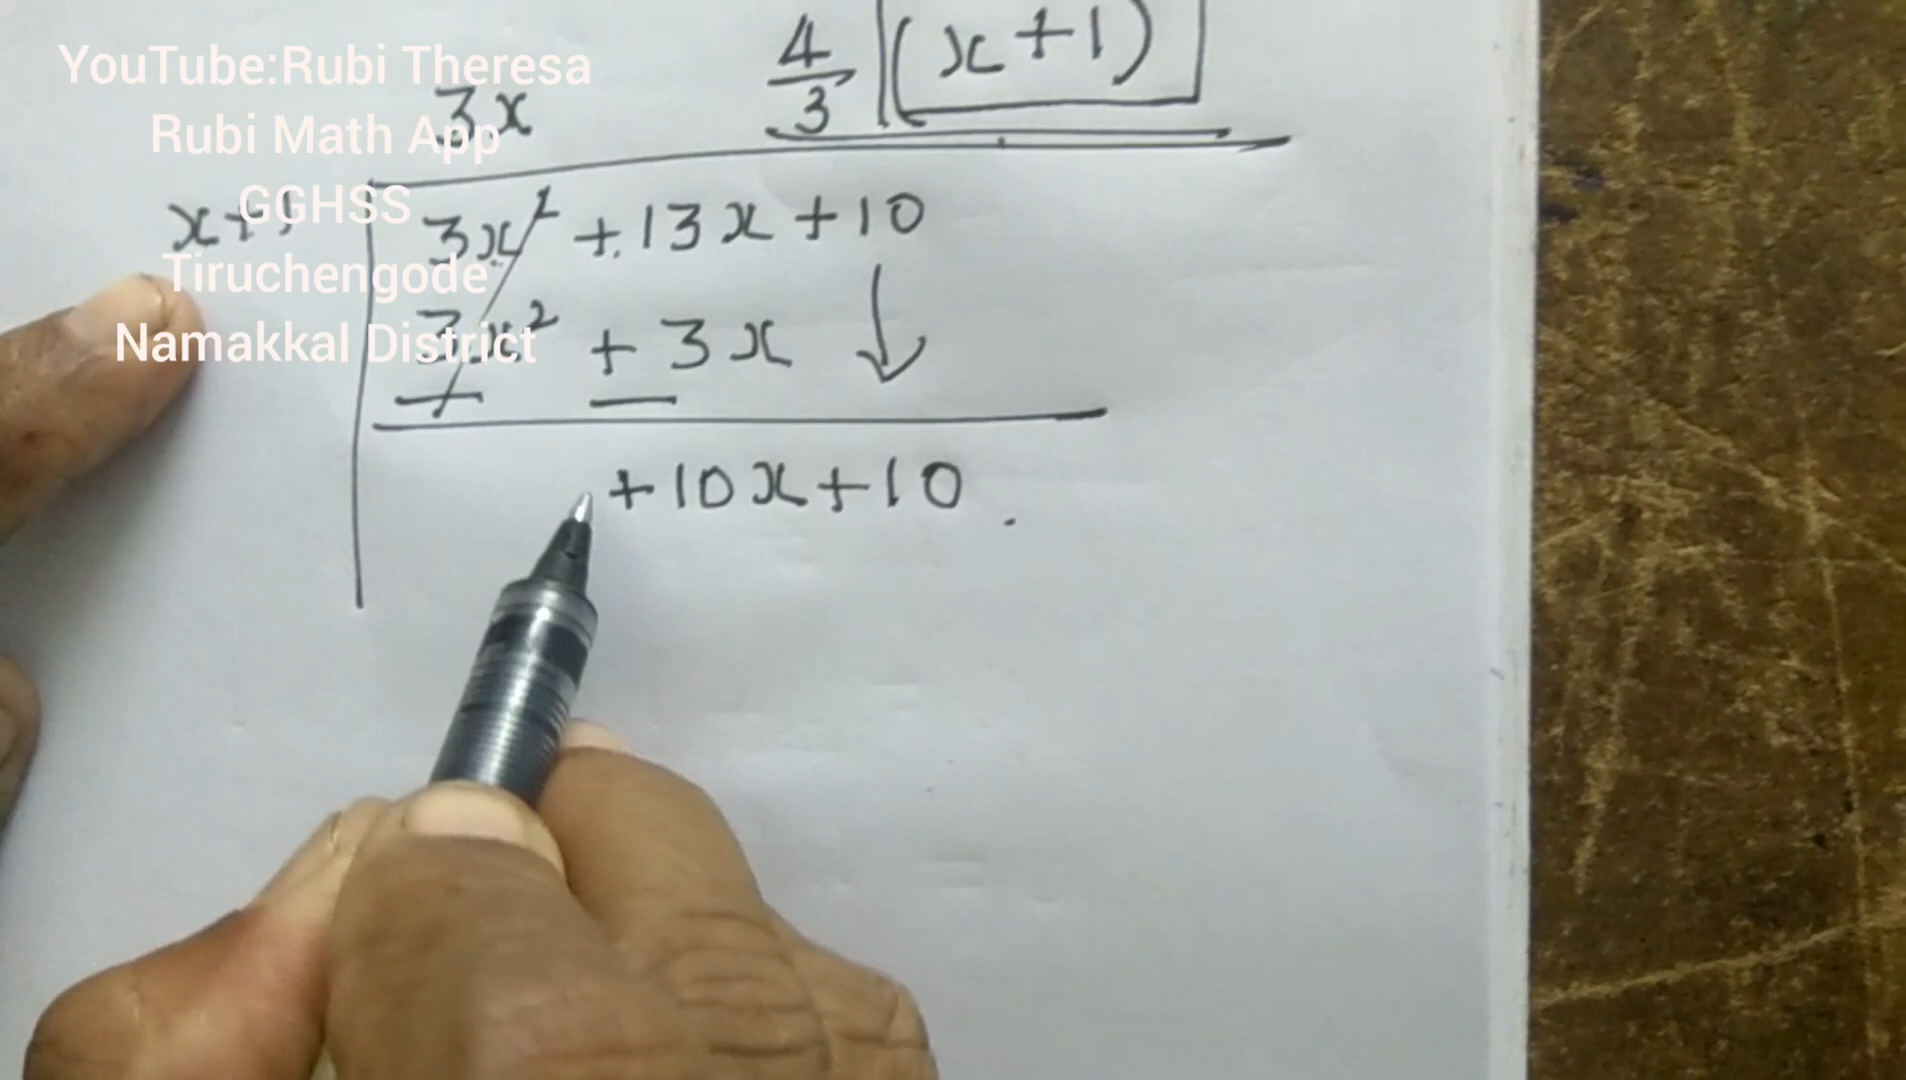 YouTube:Rubi Theresa
Rubi Math App
GGHSS
Tiruchengode
Namakkal District
4/3 (x+1)
3x
x+1 3x² +13x+10
3x² + 3x
+10x+10